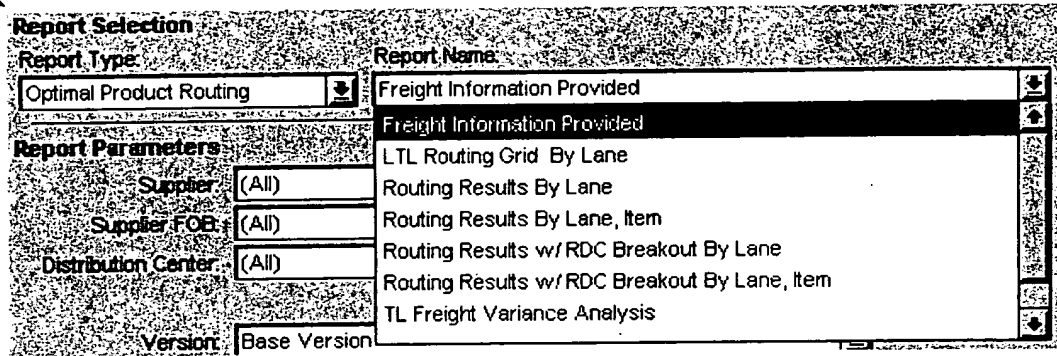 Report Selection
Report Type: Report Name:
Optimal Product Routing Freight Information Provided
Freight Information Provided
Report Parameters
LTL Routing Grid By Lane
Supplier: (All) Routing Results By Lane
Supplier FOB: (All) Routing Results By Lane, Item
Distribution Center: (All) Routing Results w/ RDC Breakout By Lane
Routing Results w/ RDC Breakout By Lane, Item
TL Freight Variance Analysis
Version: Base Version